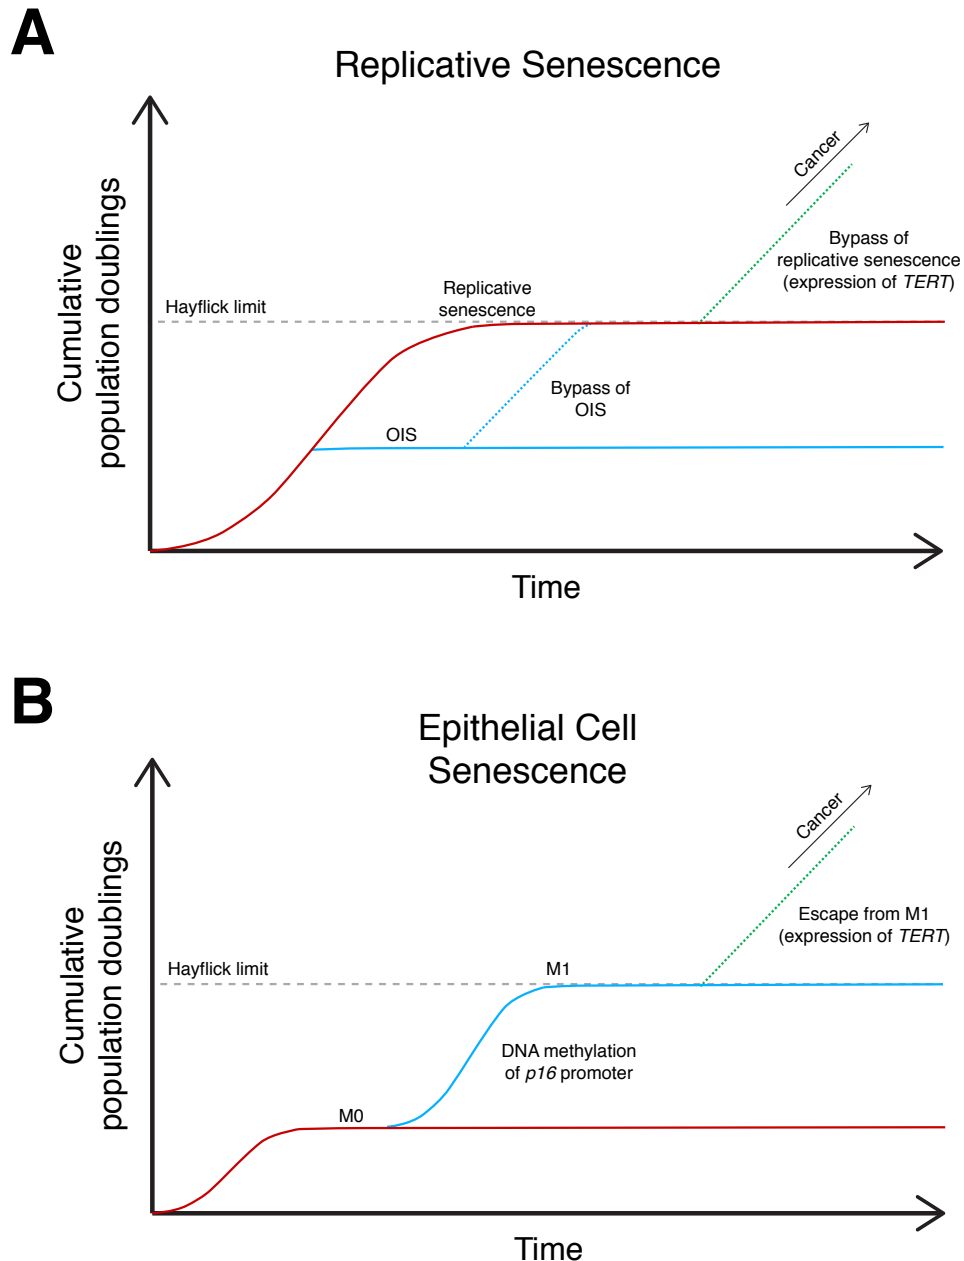 A
Replicative Senescence
Cumulative
population doublings
Cancer
Bypass of
replicative senescence
(expression of TERT)
Replicative
senescence
Hayflick limit
Bypass of
OIS
OIS
Time
B
Epithelial Cell
Senescence
Cumulative
population doublings
Cancer
Escape from M1
(expression of TERT)
Hayflick limit
M1
DNA methylation
of p16 promoter
M0
Time